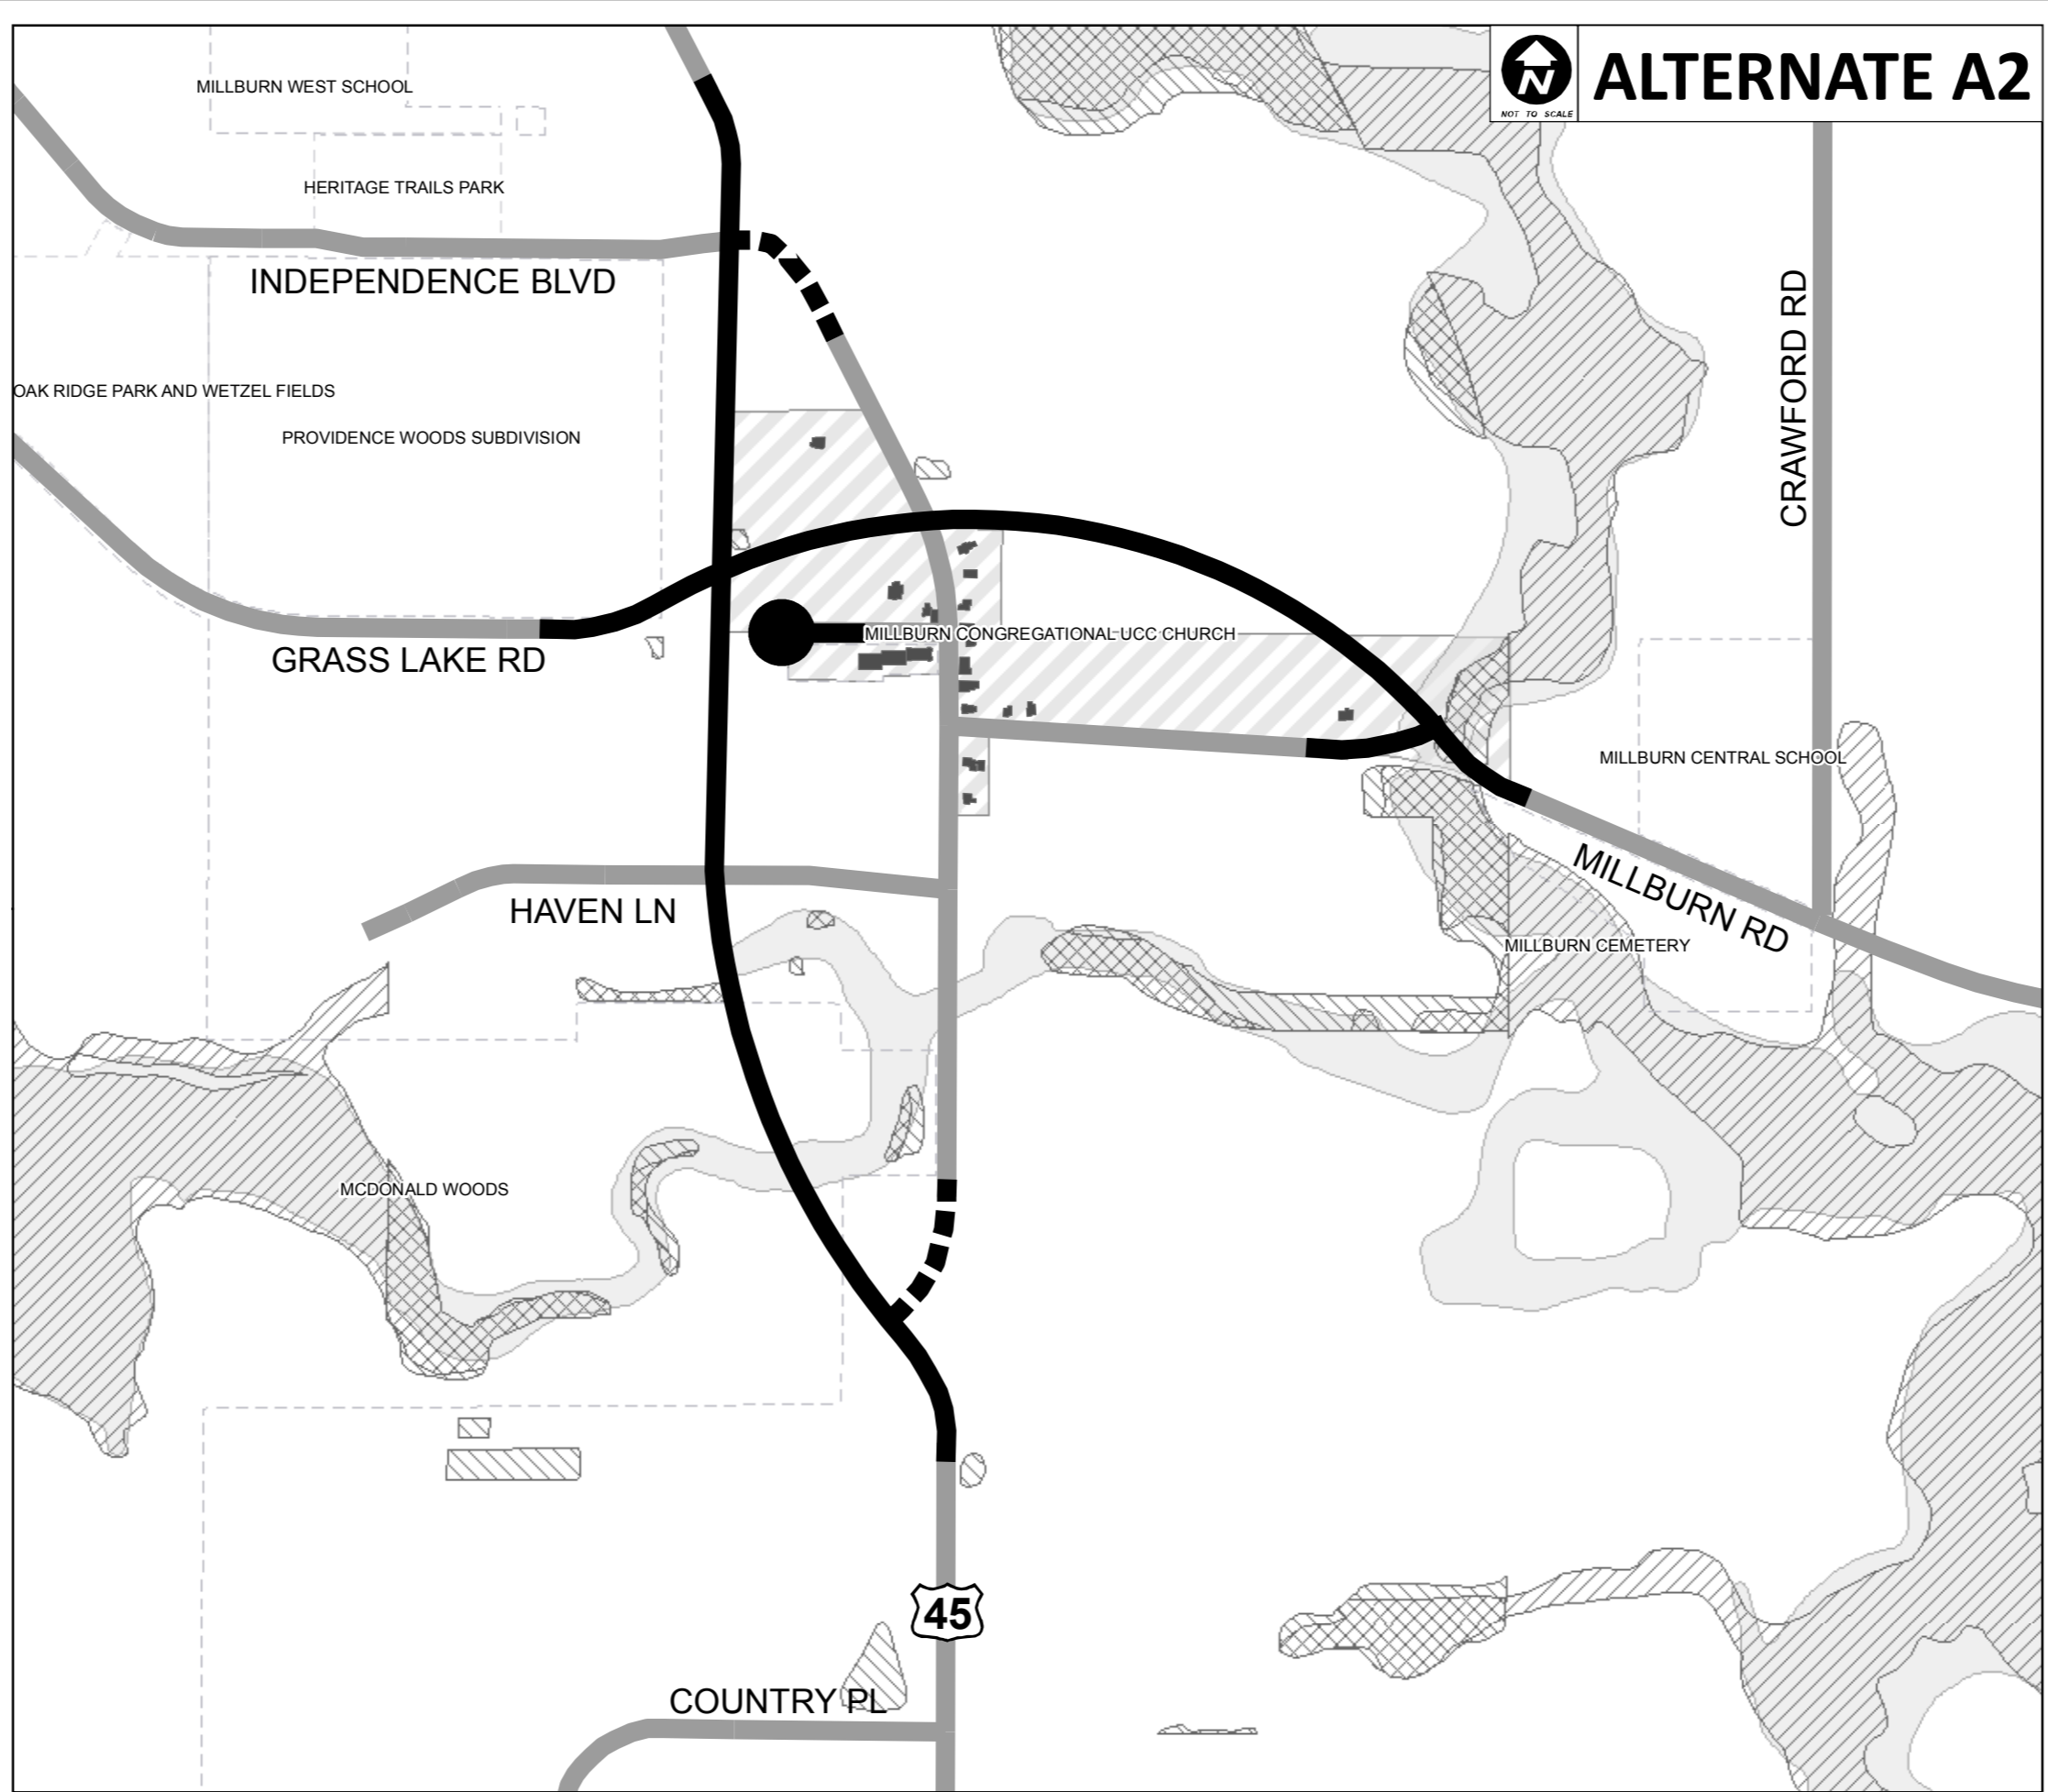 ALTERNATE A2
N
NOT TO SCALE
MILLBURN WEST SCHOOL
HERITAGE TRAILS PARK
INDEPENDENCE BLVD
CRAWFORD RD
OAK RIDGE PARK AND WETZEL FIELDS
PROVIDENCE WOODS SUBDIVISION
MILLBURN CONGREGATIONAL UCC CHURCH
GRASS LAKE RD
MILLBURN CENTRAL SCHOOL
MILLBURN RD
HAVEN LN
MILLBURN CEMETERY
MCDONALD WOODS
45
COUNTRY PL